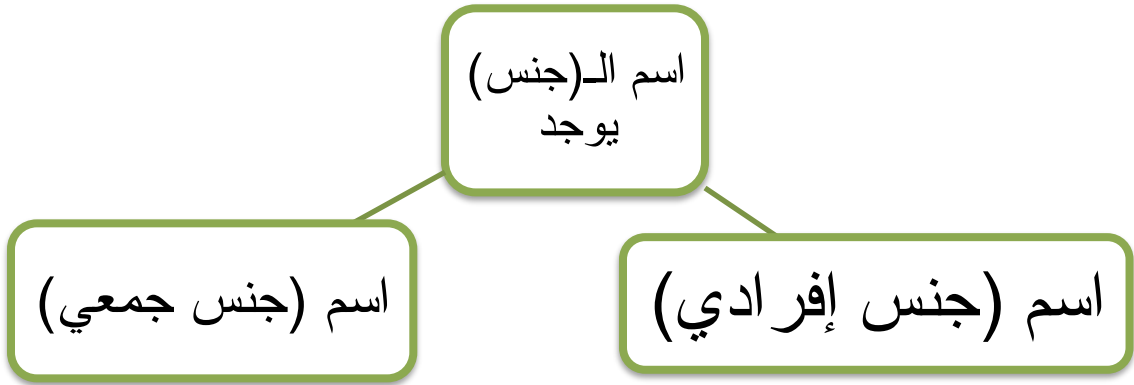 اسم الـ(جنس)
يوجد
اسم (جنس إفرادي)
اسم (جنس جمعي)